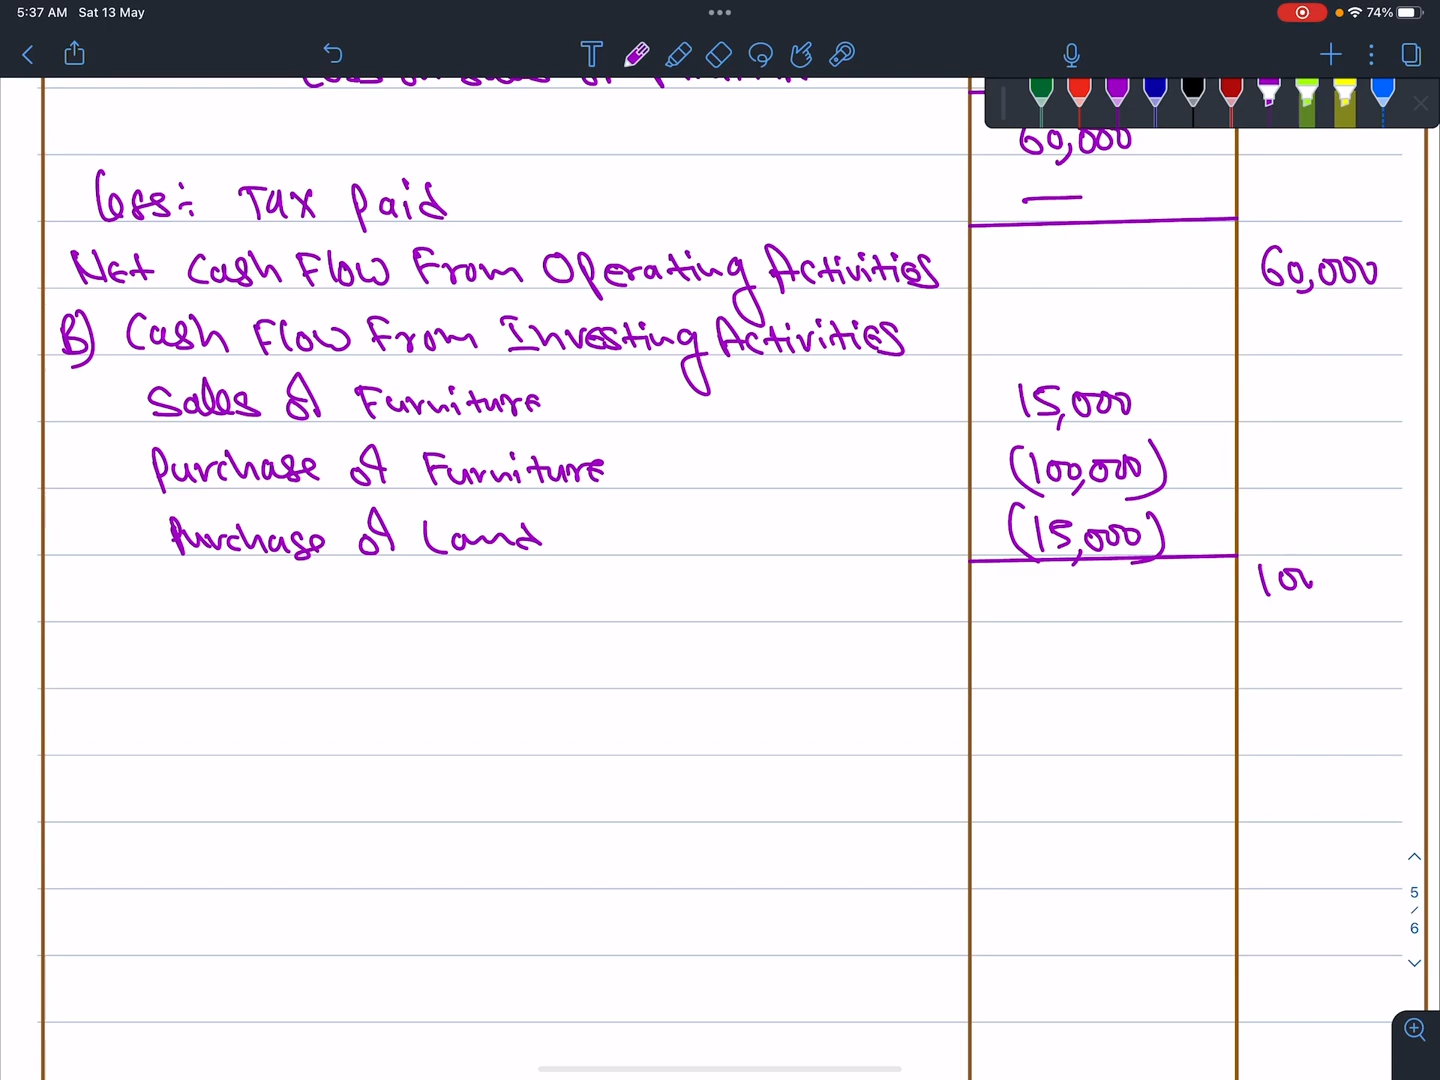 5:37 AM Sat 13 May
74%
60,000
Less:- Tax paid
Net Cash Flow From Operating Activities 60,000
B) Cash Flow From Investing Activities
Sales of Furniture 15,000
Purchase of Furniture (100,000)
Purchase of Land (15,000)
100
5
/
6